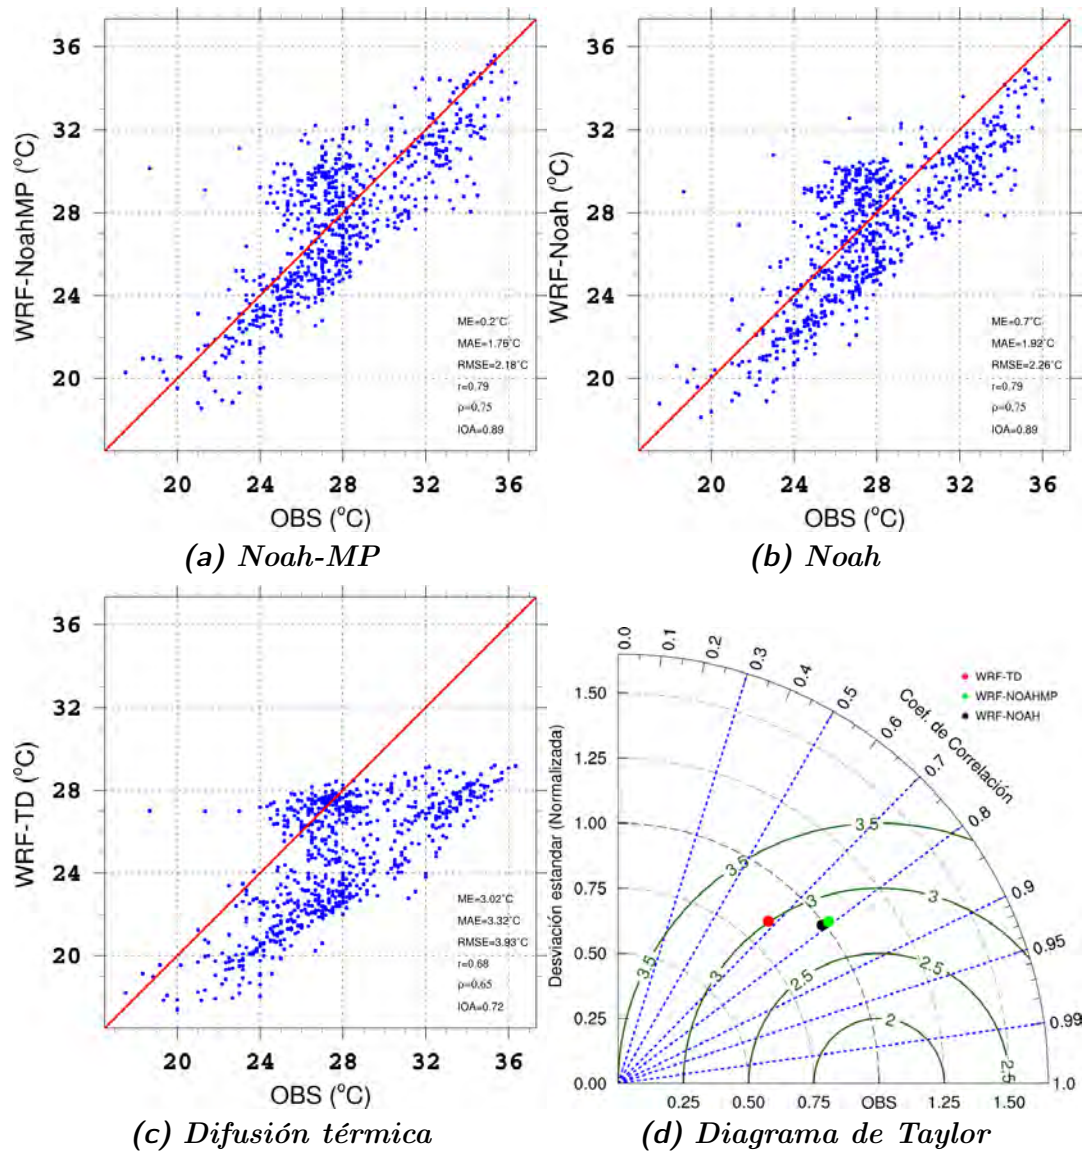 36
32
28
24
20
WRF-NoahMP (°C)
ME=0.2°C
MAE=1.76°C
RMSE=2.18°C
r=0.79
ρ=0.75
IOA=0.89
20 24 28 32 36
OBS (°C)
(a) Noah-MP
36
32
28
24
20
WRF-Noah (°C)
ME=0.7°C
MAE=1.92°C
RMSE=2.26°C
r=0.79
ρ=0.75
IOA=0.89
20 24 28 32 36
OBS (°C)
(b) Noah
36
32
28
24
20
WRF-TD (°C)
ME=3.02°C
MAE=3.32°C
RMSE=3.93°C
r=0.68
ρ=0.65
IOA=0.72
20 24 28 32 36
OBS (°C)
(c) Difusión térmica
0.0 0.1 0.2 0.3 0.4 0.5 0.6 0.7 0.8 0.9 0.95 0.99 1.0
Coef. de Correlación
WRF-TD
WRF-NOAHMP
WRF-NOAH
1.50
1.25
1.00
0.75
0.50
0.25
0.00
Desviación estandar (Normalizada)
3.5 3.5 3.5
3 3 3
2.5 2.5 2.5
2
0.25 0.50 0.75 OBS 1.25 1.50
(d) Diagrama de Taylor